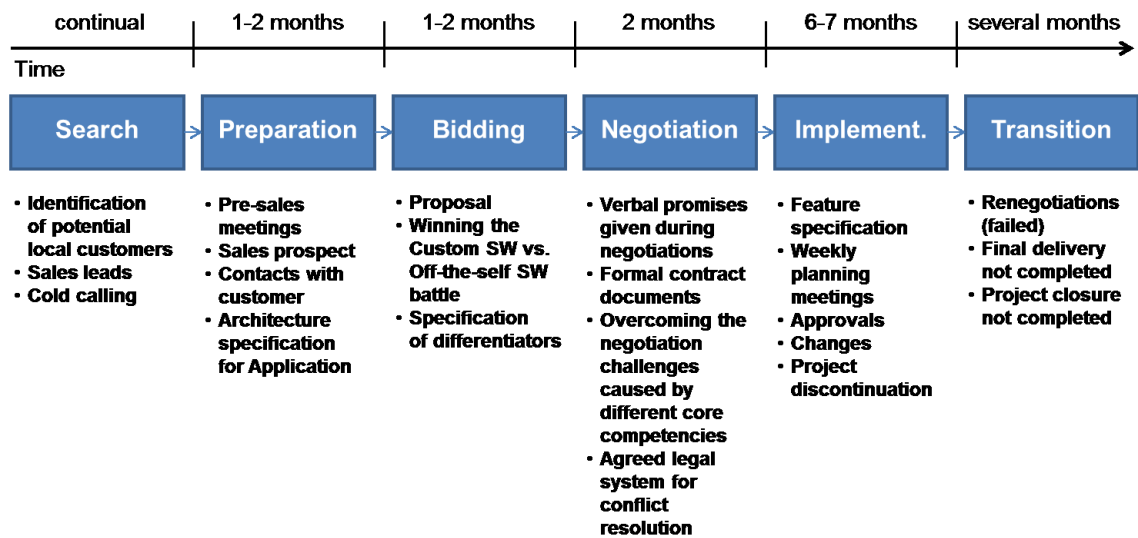 continual 1-2 months 1-2 months 2 months 6-7 months several months
Time
Search Preparation Bidding Negotiation Implement. Transition
• Identification
of potential
local customers
• Sales leads
• Cold calling
• Pre-sales
meetings
• Sales prospect
• Contacts with
customer
• Architecture
specification
for Application
• Proposal
• Winning the
Custom SW vs.
Off-the-self SW
battle
• Specification
of differentiators
• Verbal promises
given during
negotiations
• Formal contract
documents
• Overcoming the
negotiation
challenges
caused by
different core
competencies
• Agreed legal
system for
conflict
resolution
• Feature
specification
• Weekly
planning
meetings
• Approvals
• Changes
• Project
discontinuation
• Renegotiations
(failed)
• Final delivery
not completed
• Project closure
not completed